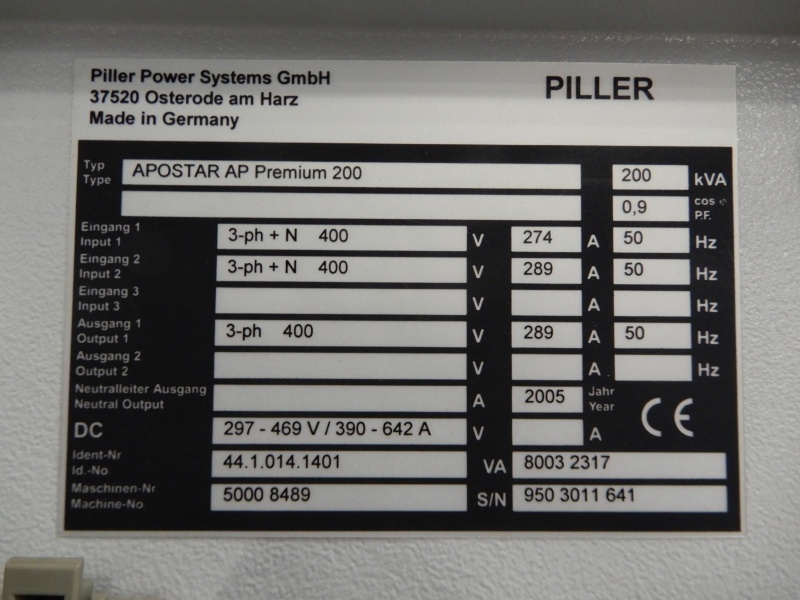 Piller Power Systems GmbH
37520 Osterode am Harz
Made in Germany
PILLER
Typ
Type
APOSTAR AP Premium 200
200
kVA
0,9
cos
P.F.
Eingang 1
Input 1
3-ph + N 400
V
274
A
50
Hz
Eingang 2
Input 2
3-ph + N 400
V
289
A
50
Hz
Eingang 3
Input 3
V
A
Hz
Ausgang 1
Output 1
3-ph 400
V
289
A
50
Hz
Ausgang 2
Output 2
V
A
Hz
Neutralleiter Ausgang
Neutral Output
A
2005
Jahr
Year
CE
DC
297 - 469 V / 390 - 642 A
V
A
Ident-Nr
Id.-No.
44.1.014.1401
VA
8003 2317
Maschinen-Nr
Machine-No
5000 8489
S/N
950 3011 641